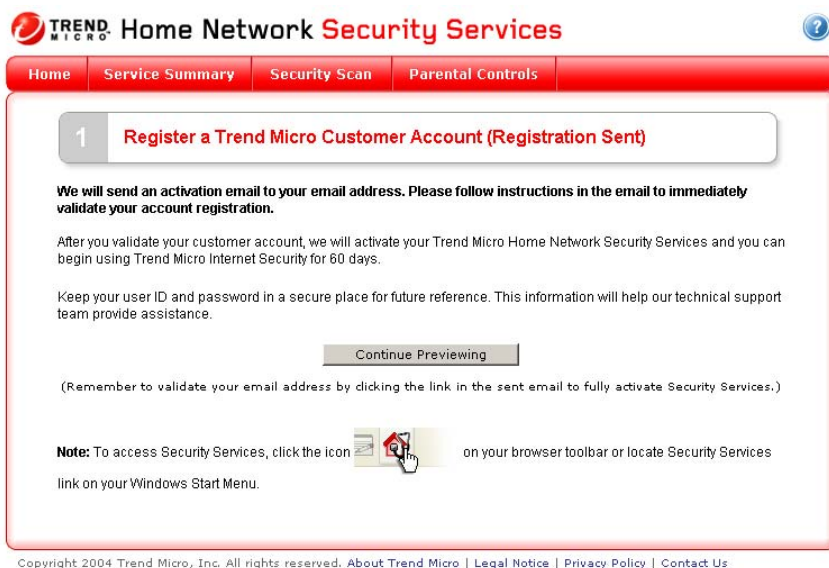 TREND MICRO Home Network Security Services
?
Home Service Summary Security Scan Parental Controls
1 Register a Trend Micro Customer Account (Registration Sent)
We will send an activation email to your email address. Please follow instructions in the email to immediately
validate your account registration.
After you validate your customer account, we will activate your Trend Micro Home Network Security Services and you can
begin using Trend Micro Internet Security for 60 days.
Keep your user ID and password in a secure place for future reference. This information will help our technical support
team provide assistance.
Continue Previewing
(Remember to validate your email address by clicking the link in the sent email to fully activate Security Services.)
Note: To access Security Services, click the icon on your browser toolbar or locate Security Services
link on your Windows Start Menu.
Copyright 2004 Trend Micro, Inc. All rights reserved. About Trend Micro | Legal Notice | Privacy Policy | Contact Us